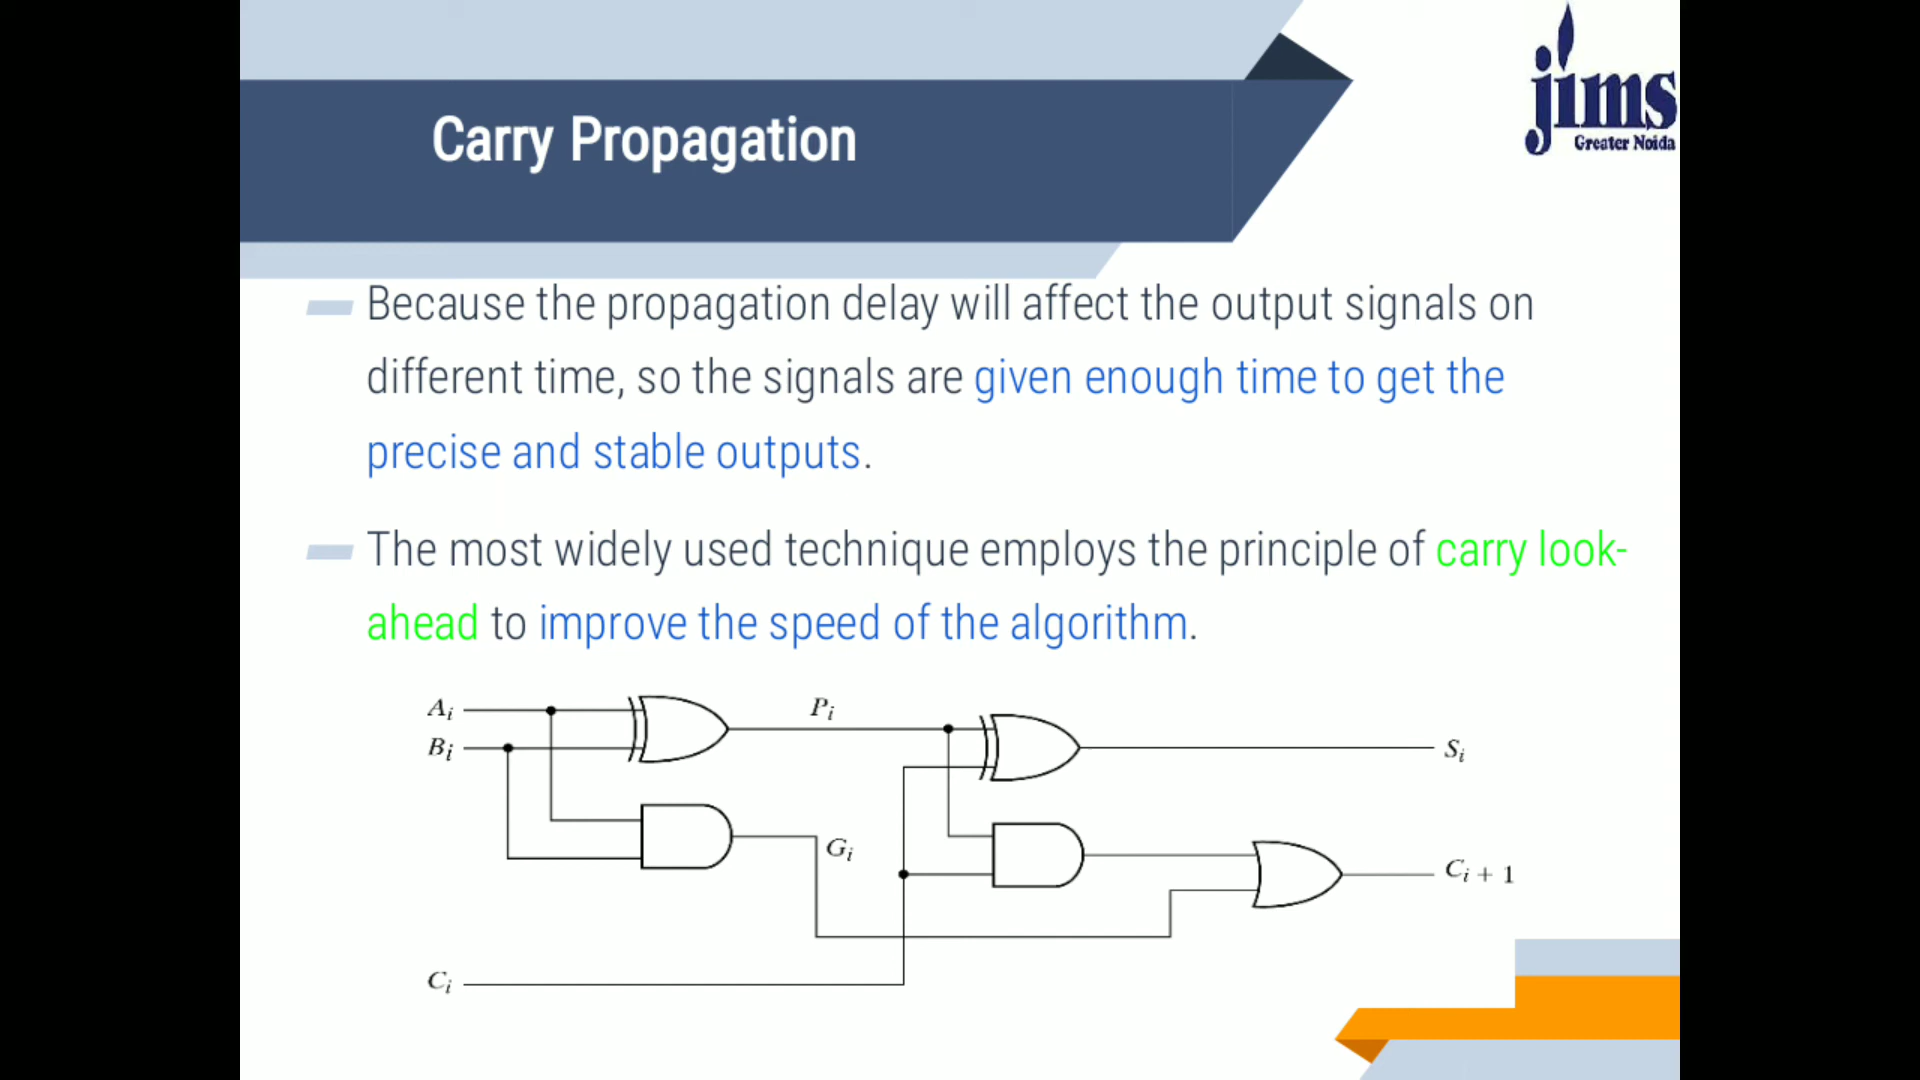 jims
Greater Noida
Carry Propagation
Because the propagation delay will affect the output signals on
different time, so the signals are given enough time to get the
precise and stable outputs.
The most widely used technique employs the principle of carry look-
ahead to improve the speed of the algorithm.
Aᵢ
Pᵢ
Bᵢ
Sᵢ
Gᵢ
Cᵢ + 1
Cᵢ